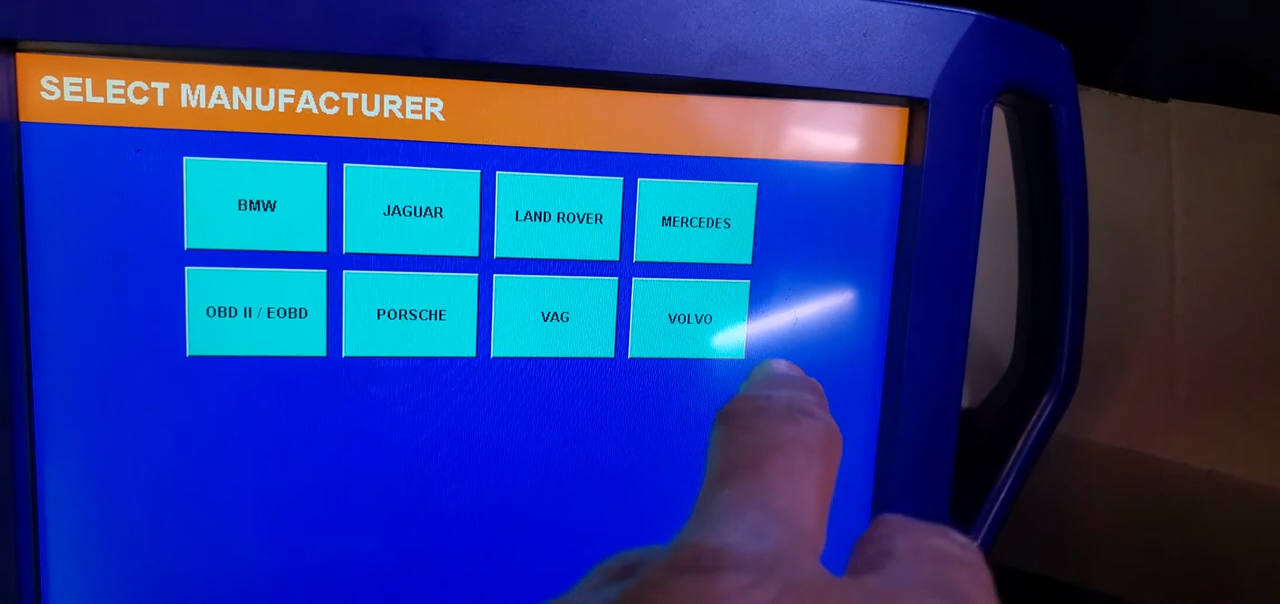 SELECT MANUFACTURER
BMW JAGUAR LAND ROVER MERCEDES
OBD II / EOBD PORSCHE VAG VOLVO